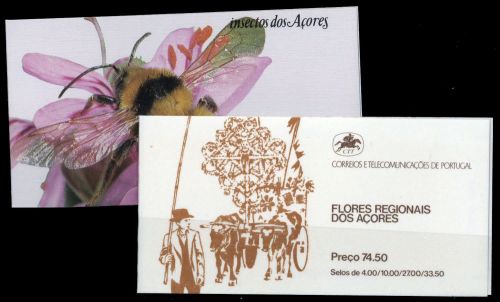 insectos dos Açores
CTT
CORREIOS E TELECOMUNICAÇÕES DE PORTUGAL
FLORES REGIONAIS
DOS AÇORES
Preço 74.50
Selos de 4.00/10.00/27.00/33.50